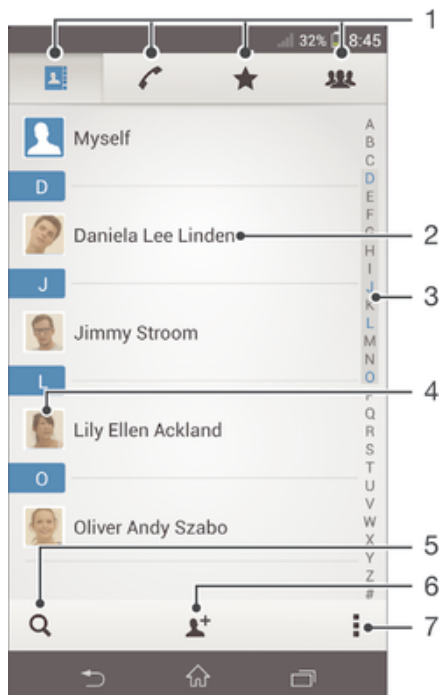 1
32% 8:45
Myself
D
Daniela Lee Linden
2
J
3
Jimmy Stroom
L
4
Lily Ellen Ackland
O
Oliver Andy Szabo
5
6
7
A
B
C
D
E
F
G
H
I
J
K
L
M
N
O
P
Q
R
S
T
U
V
W
X
Y
Z
#